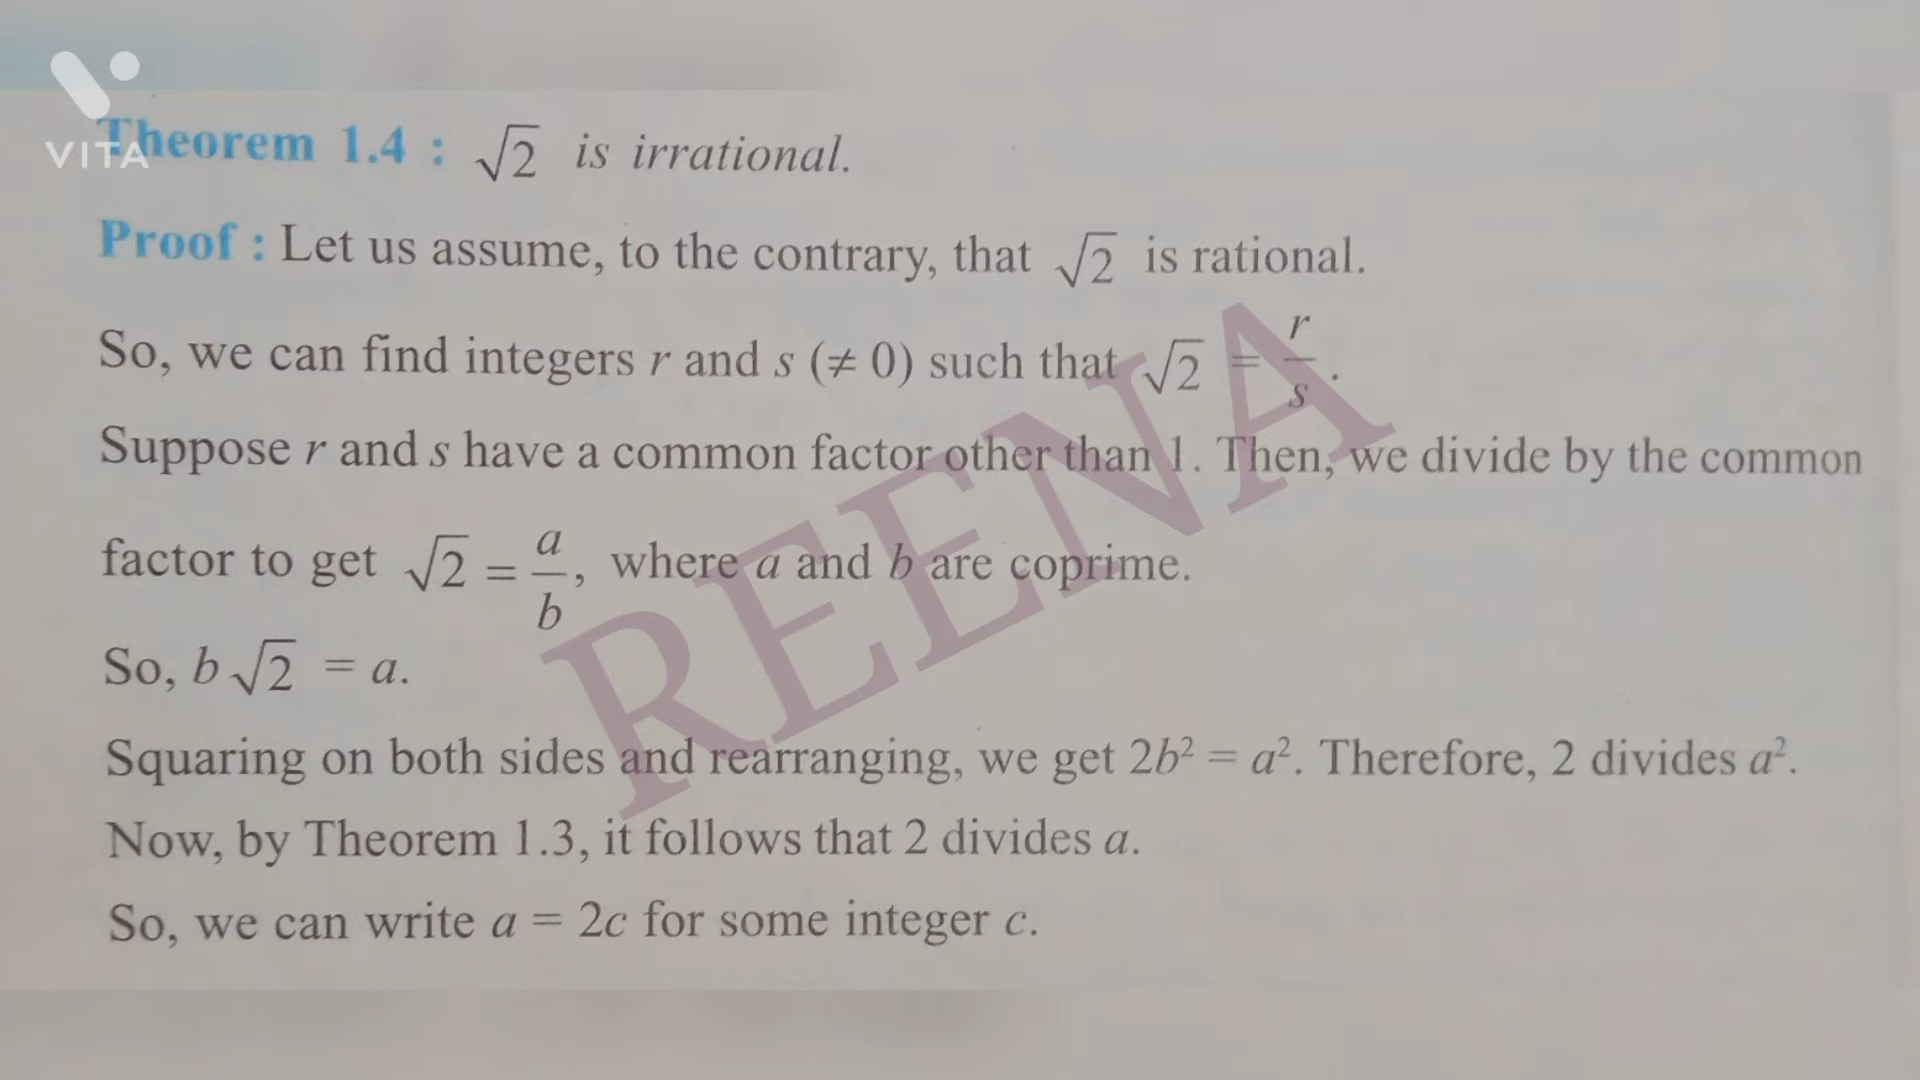 VITA
Theorem 1.4 : √2 is irrational.
Proof : Let us assume, to the contrary, that √2 is rational.
So, we can find integers r and s (≠ 0) such that √2 = r/s.
Suppose r and s have a common factor other than 1. Then, we divide by the common
factor to get √2 = a/b, where a and b are coprime.
So, b√2 = a.
Squaring on both sides and rearranging, we get 2b² = a². Therefore, 2 divides a².
Now, by Theorem 1.3, it follows that 2 divides a.
So, we can write a = 2c for some integer c.
REENA